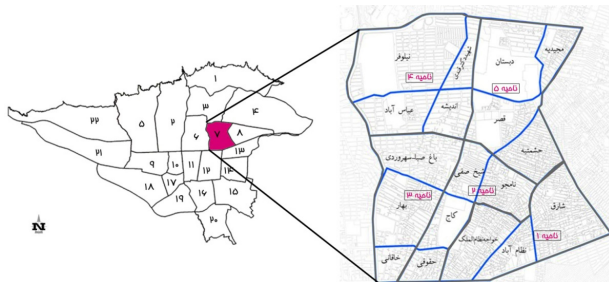 ۱
۲
۳
۴
۵
۶
۷
۸
۹
۱۰
۱۱
۱۲
۱۳
۱۴
۱۵
۱۶
۱۷
۱۸
۱۹
۲۰
۲۱
۲۲
N
مجیدیه
دبستان
نیلوفر
ناحیه ۴
ناحیه ۵
عباس آباد
اندیشه
قصر
حشمتیه
باغ صبا-سهروردی
شیخ صفی
نامجو
ناحیه ۲
ناحیه ۳
بهار
کاج
شارق
خواجه نظام الملک
نظام آباد
ناحیه ۱
خاقانی
حقوقی